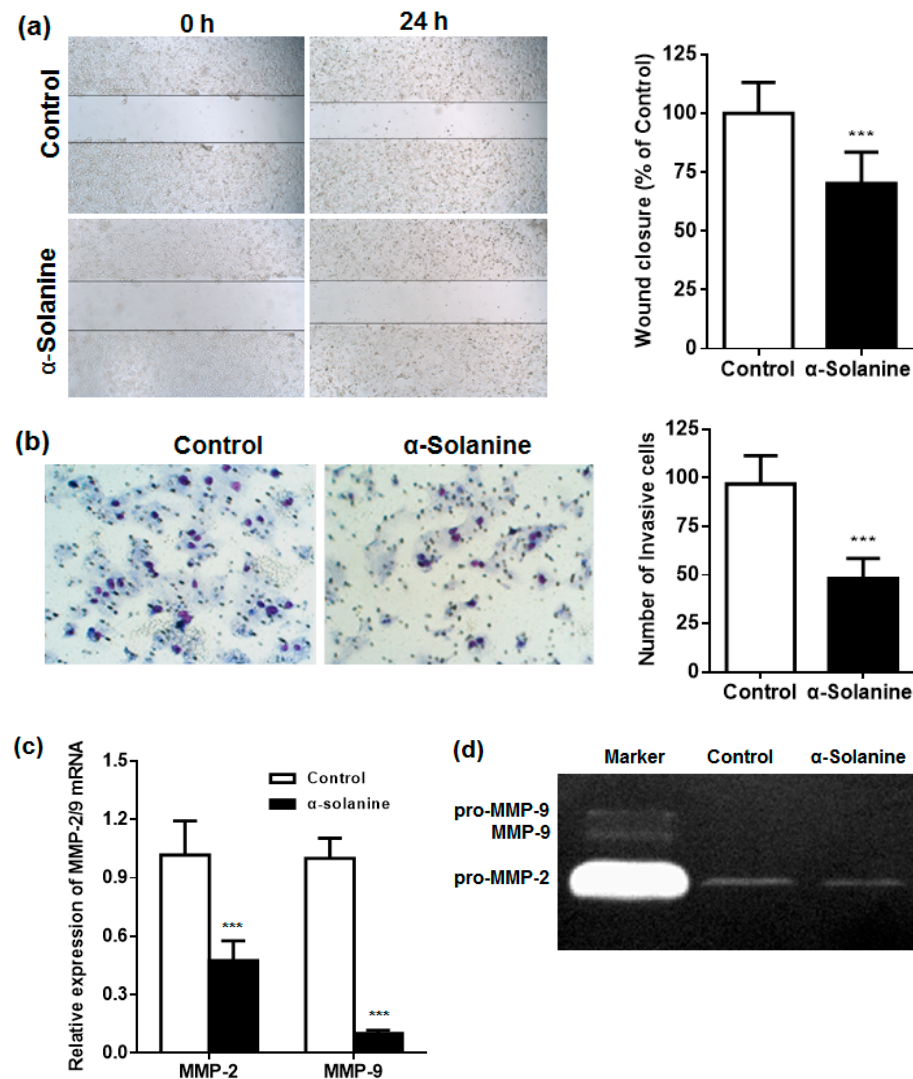 (a)
0 h
24 h
Control
α-Solanine
Wound closure (% of Control)
125
100
75
50
25
0
***
Control
α-Solanine
(b)
Control
α-Solanine
Number of Invasive cells
125
100
75
50
25
0
***
Control
α-Solanine
(c)
Relative expression of MMP-2/9 mRNA
1.5
1.2
0.9
0.6
0.3
0.0
Control
α-solanine
***
***
MMP-2
MMP-9
(d)
Marker
Control
α-Solanine
pro-MMP-9
MMP-9
pro-MMP-2